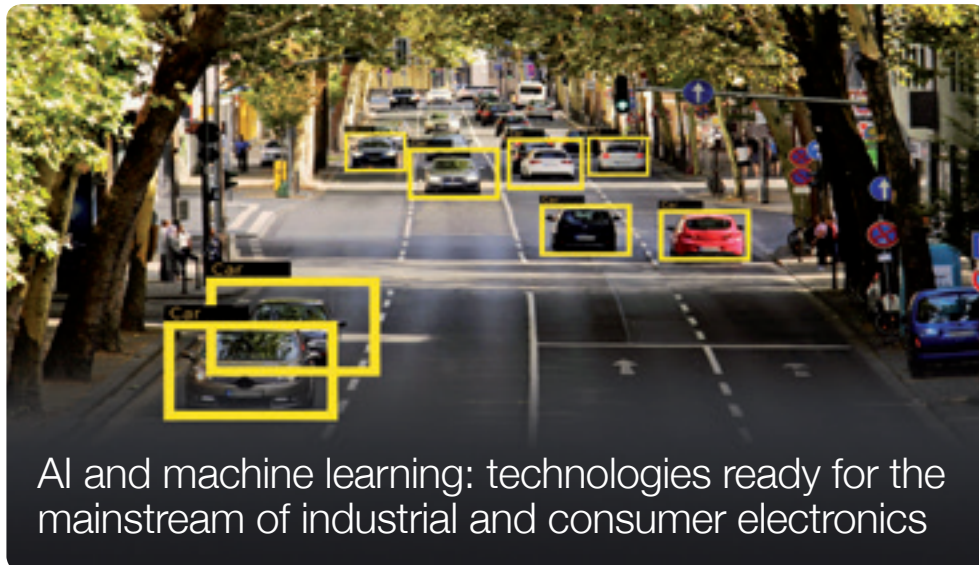 Car
Car
AI and machine learning: technologies ready for the
mainstream of industrial and consumer electronics